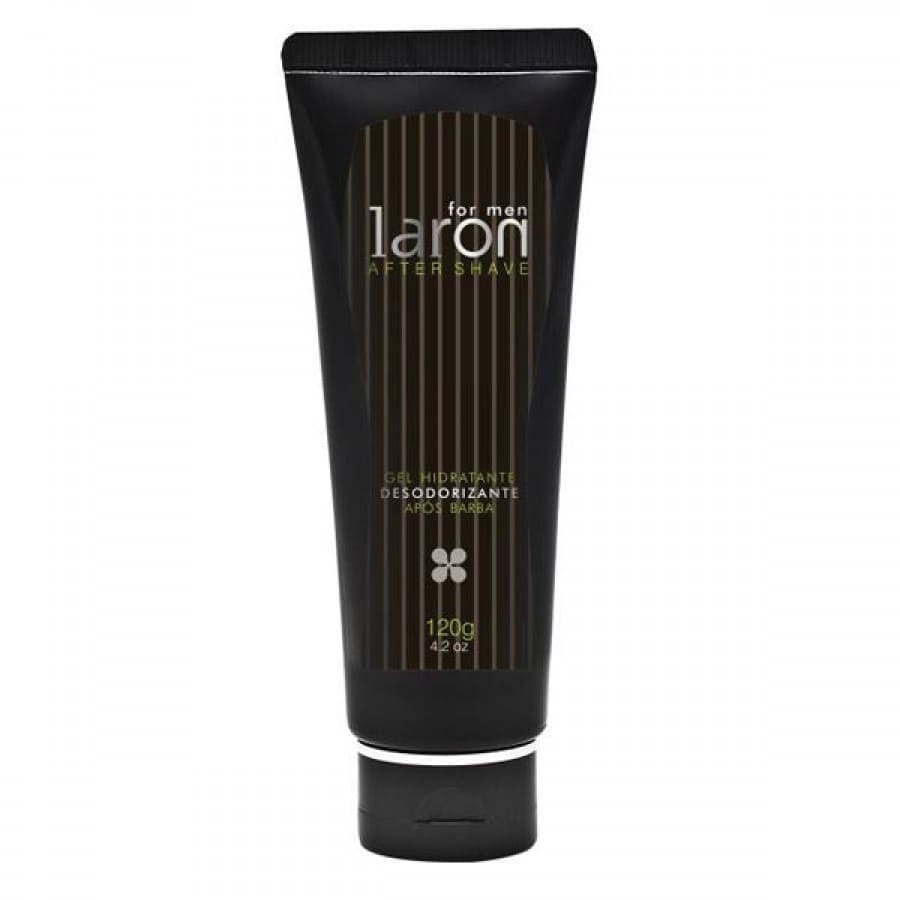 for men
laron
AFTER SHAVE
GEL HIDRATANTE
DESODORIZANTE
APÓS BARBA
120g
4.2 oz